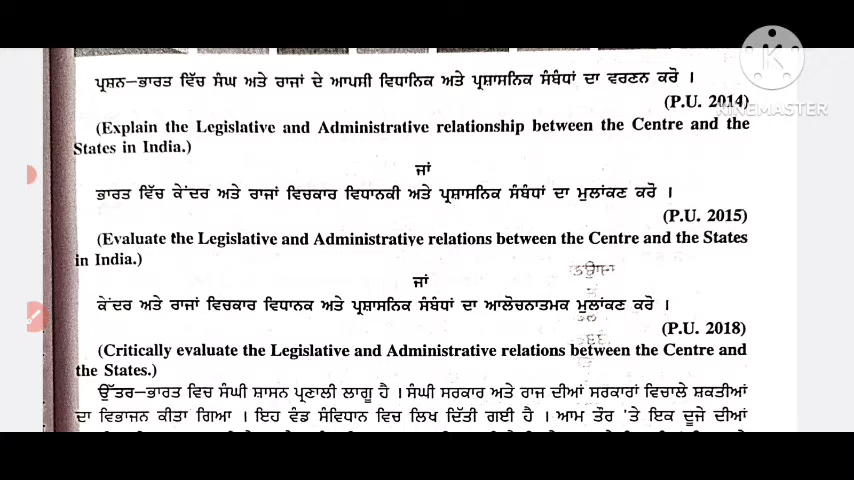 ਪ੍ਰਸ਼ਨ—ਭਾਰਤ ਵਿੱਚ ਸੰਘ ਅਤੇ ਰਾਜਾਂ ਦੇ ਆਪਸੀ ਵਿਧਾਨਿਕ ਅਤੇ ਪ੍ਰਸ਼ਾਸਨਿਕ ਸੰਬੰਧਾਂ ਦਾ ਵਰਣਨ ਕਰੋ ।
(P.U. 2014)
KINEMASTER
(Explain the Legislative and Administrative relationship between the Centre and the
States in India.)
ਜਾਂ
ਭਾਰਤ ਵਿੱਚ ਕੇਂਦਰ ਅਤੇ ਰਾਜਾਂ ਵਿਚਕਾਰ ਵਿਧਾਨਕੀ ਅਤੇ ਪ੍ਰਸ਼ਾਸਨਿਕ ਸੰਬੰਧਾਂ ਦਾ ਮੁਲਾਂਕਣ ਕਰੋ ।
(P.U. 2015)
(Evaluate the Legislative and Administrative relations between the Centre and the States
in India.)
ਜਾਂ
ਕੇਂਦਰ ਅਤੇ ਰਾਜਾਂ ਵਿਚਕਾਰ ਵਿਧਾਨਕ ਅਤੇ ਪ੍ਰਸ਼ਾਸਨਿਕ ਸੰਬੰਧਾਂ ਦਾ ਆਲੋਚਨਾਤਮਕ ਮੁਲਾਂਕਣ ਕਰੋ ।
(P.U. 2018)
(Critically evaluate the Legislative and Administrative relations between the Centre and
the States.)
ਉੱਤਰ—ਭਾਰਤ ਵਿਚ ਸੰਘੀ ਸ਼ਾਸਨ ਪ੍ਰਣਾਲੀ ਲਾਗੂ ਹੈ । ਸੰਘੀ ਸਰਕਾਰ ਅਤੇ ਰਾਜ ਦੀਆਂ ਸਰਕਾਰਾਂ ਵਿਚਾਲੇ ਸ਼ਕਤੀਆਂ
ਦਾ ਵਿਭਾਜਨ ਕੀਤਾ ਗਿਆ । ਇਹ ਵੰਡ ਸੰਵਿਧਾਨ ਵਿਚ ਲਿਖ ਦਿੱਤੀ ਗਈ ਹੈ । ਆਮ ਤੌਰ 'ਤੇ ਇਕ ਦੂਜੇ ਦੀਆਂ